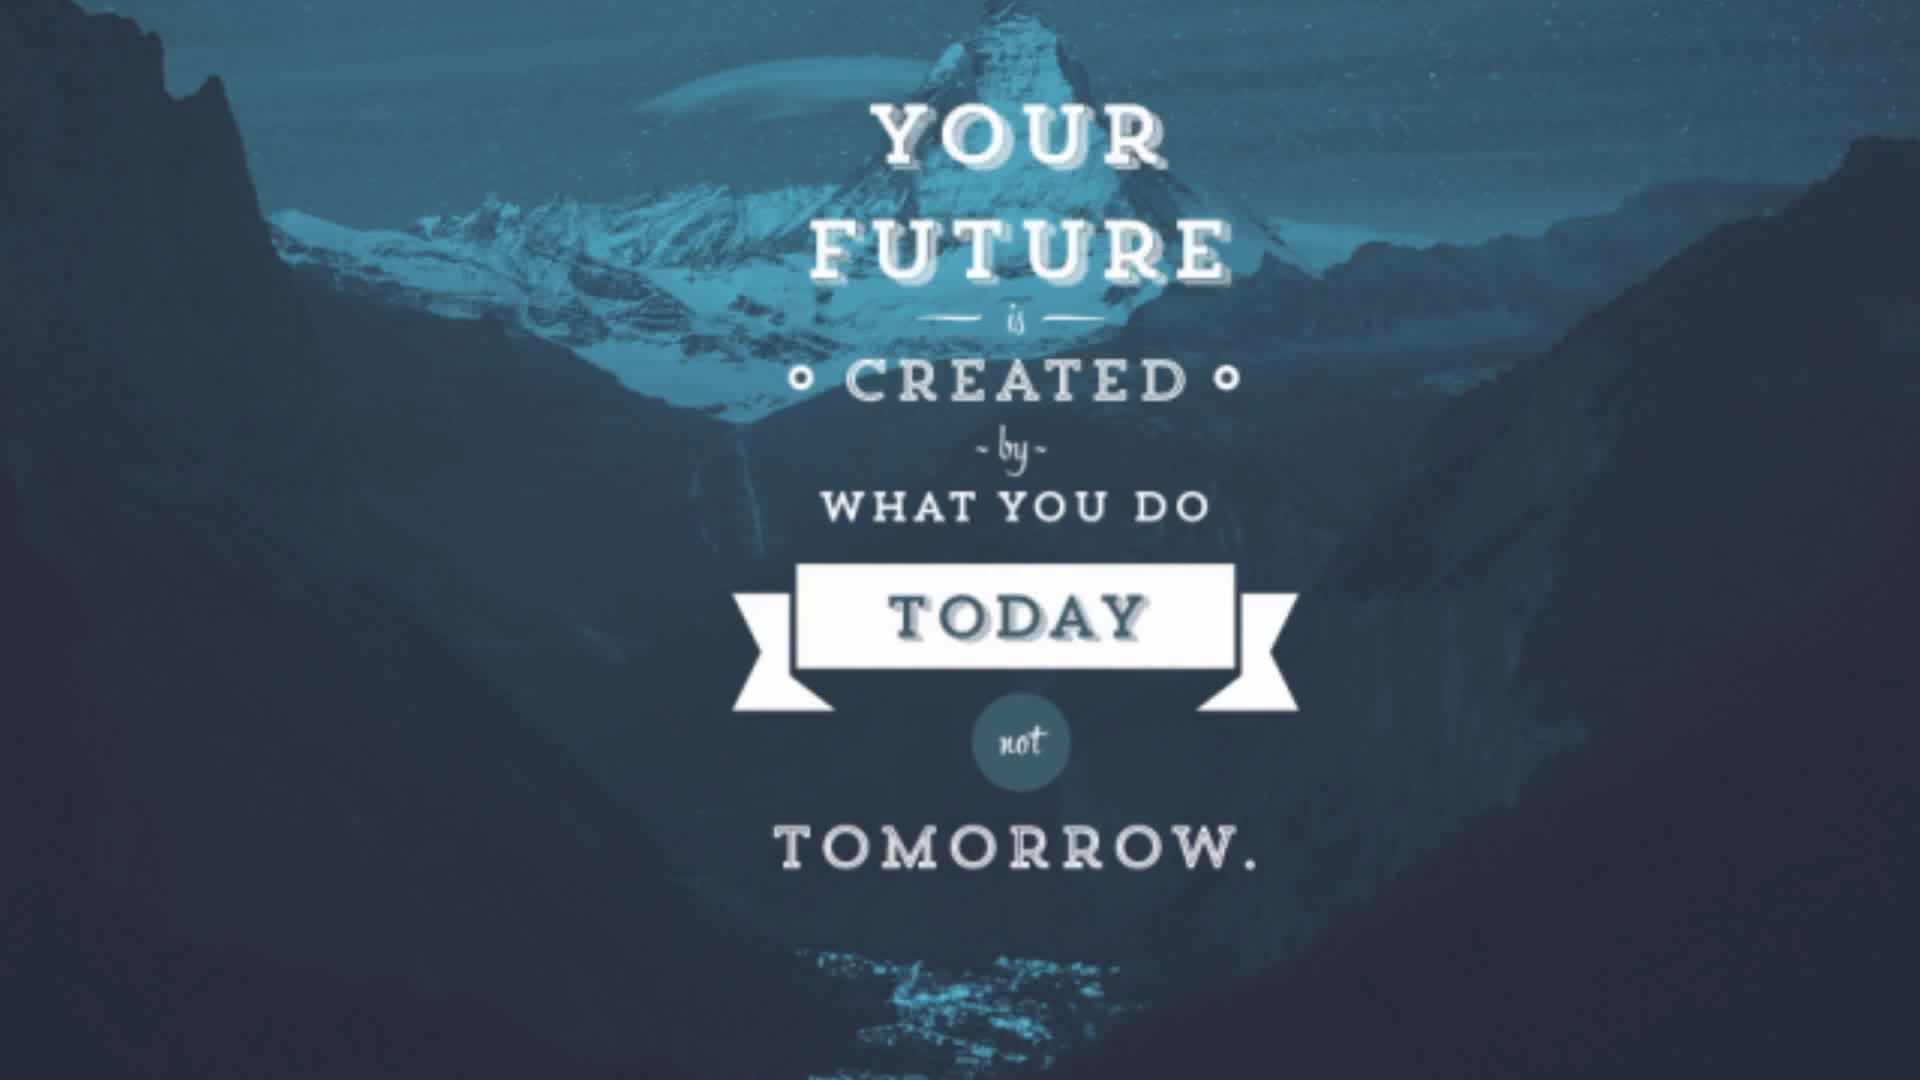 YOUR
FUTURE
is
CREATED
- by -
WHAT YOU DO
TODAY
not
TOMORROW.